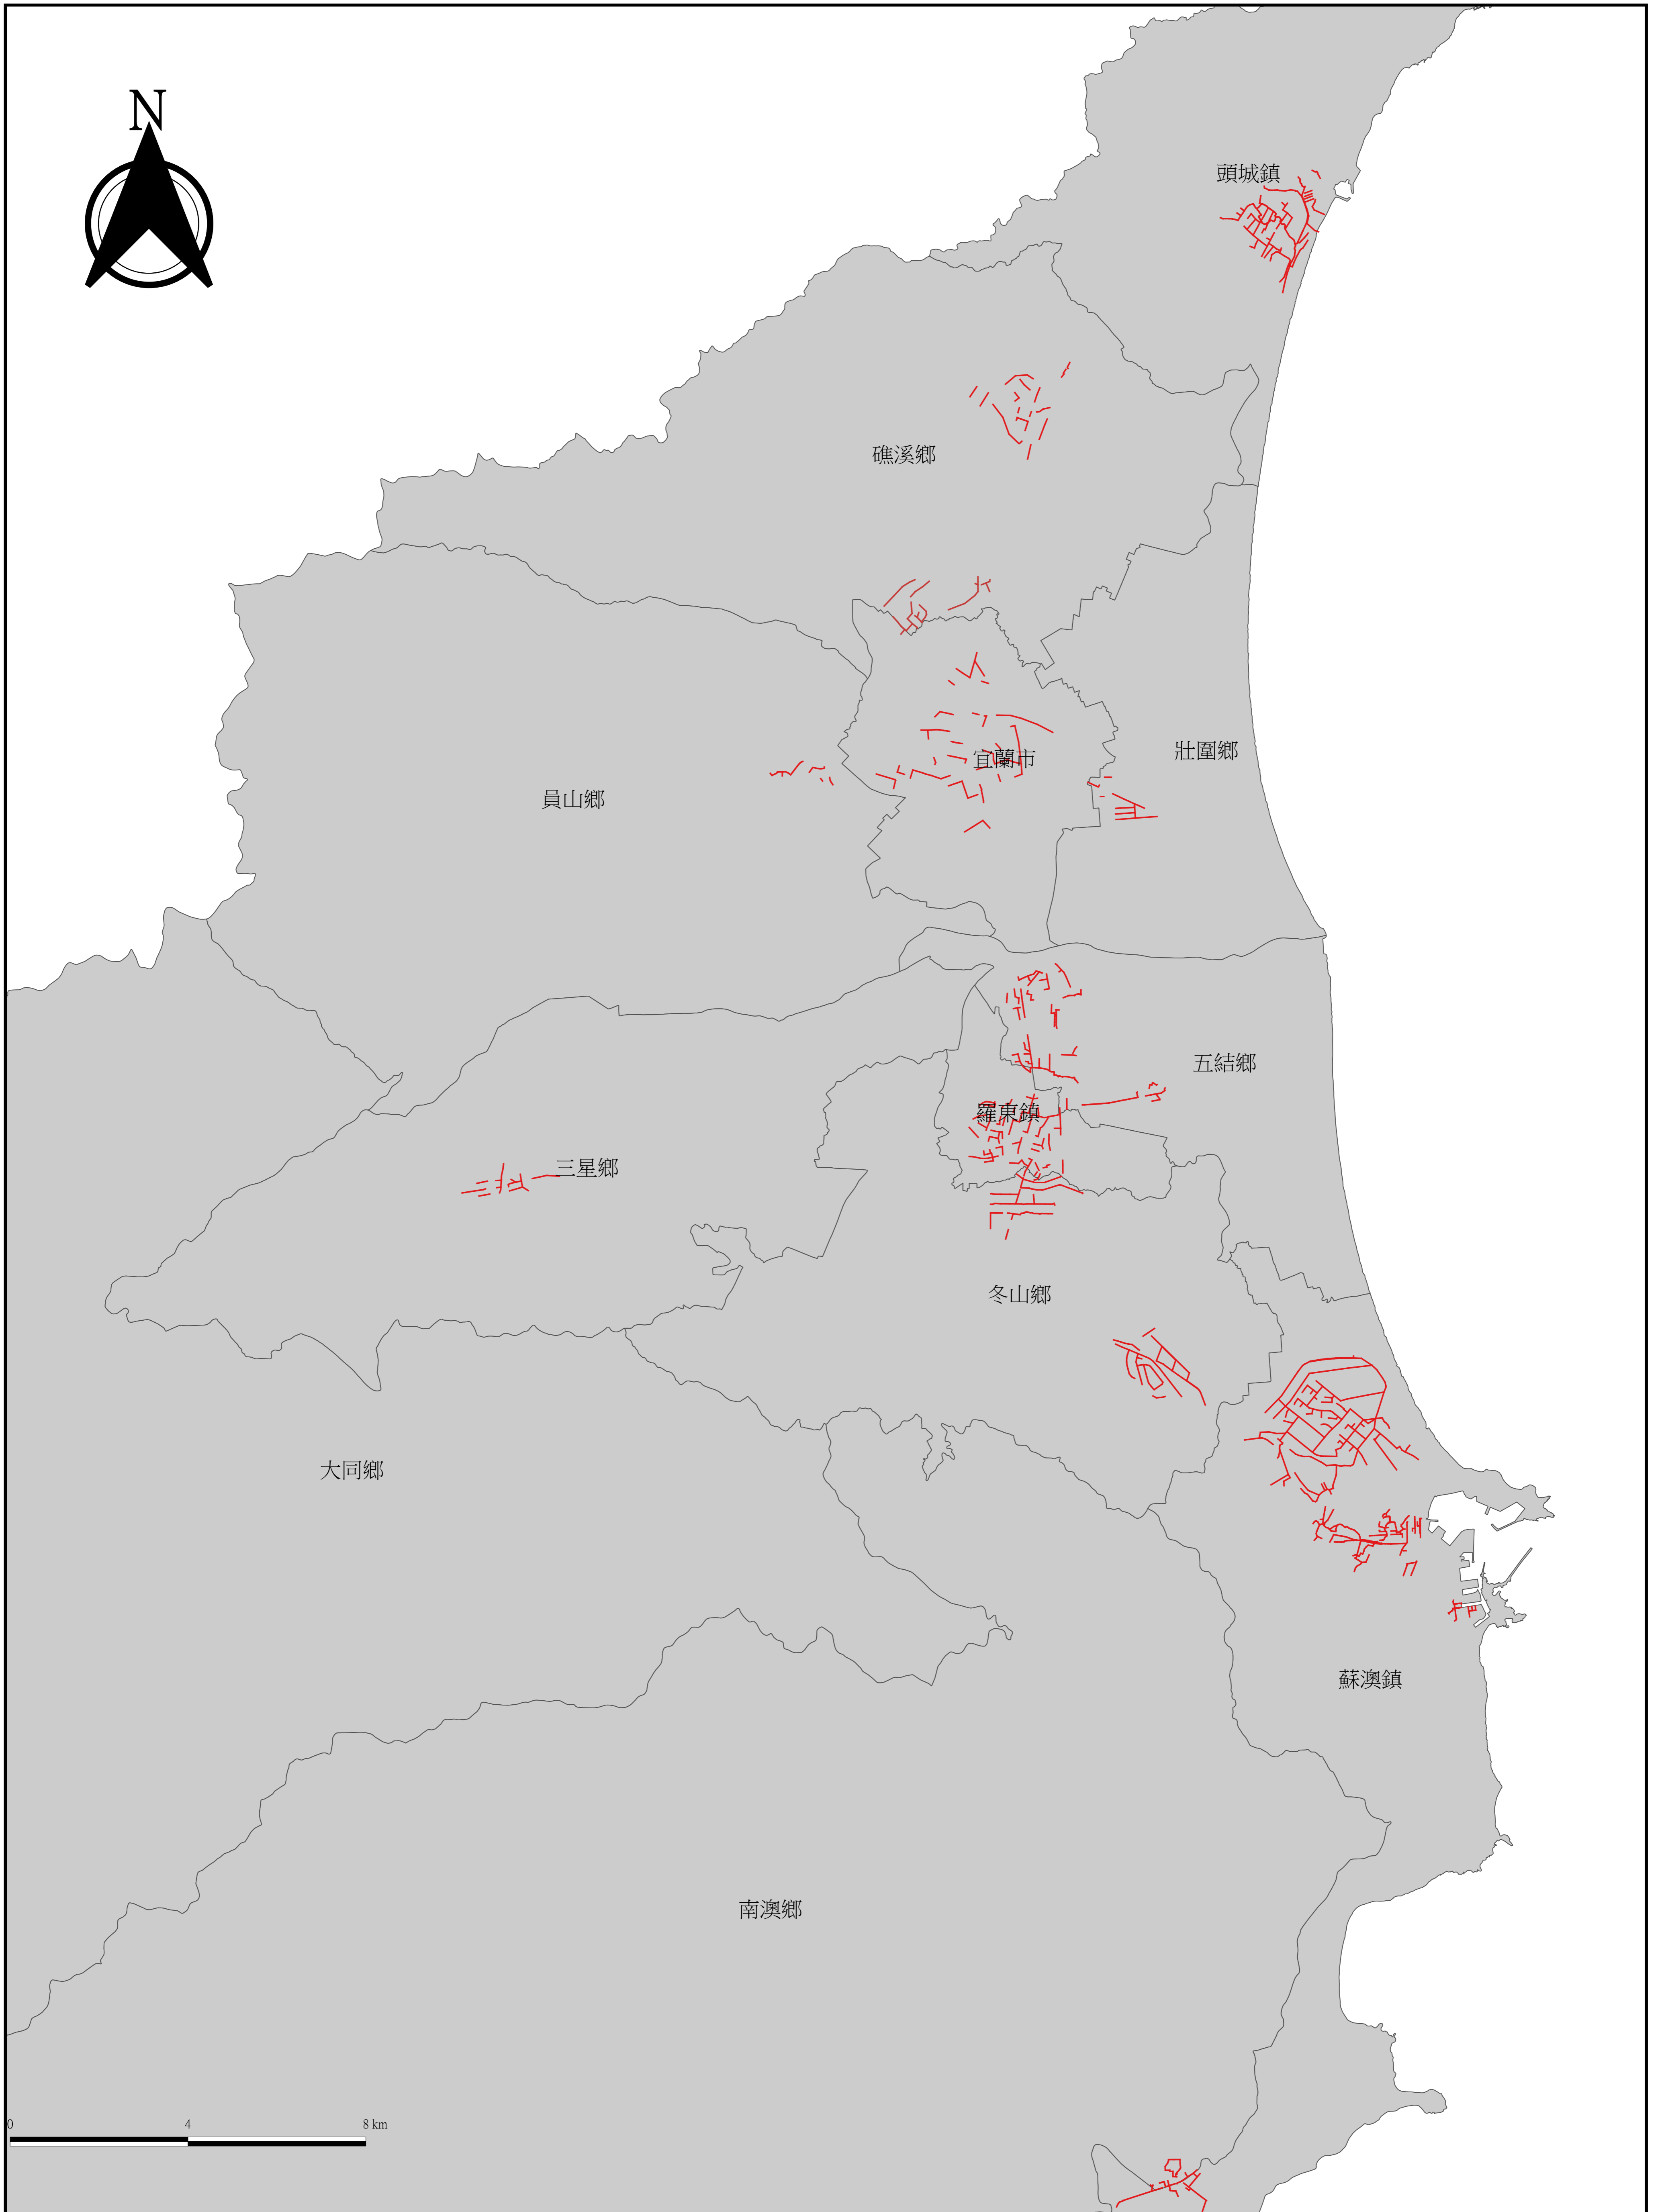 N
頭城鎮
礁溪鄉
壯圍鄉
宜蘭市
員山鄉
五結鄉
羅東鎮
三星鄉
冬山鄉
大同鄉
蘇澳鎮
南澳鄉
0 4 8 km